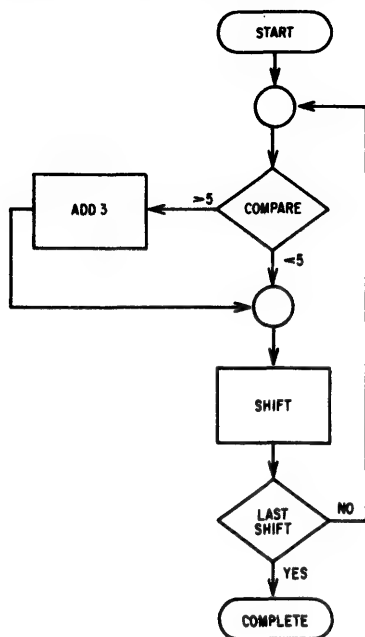 START
COMPARE
≥5
ADD 3
<5
SHIFT
LAST
SHIFT
NO
YES
COMPLETE